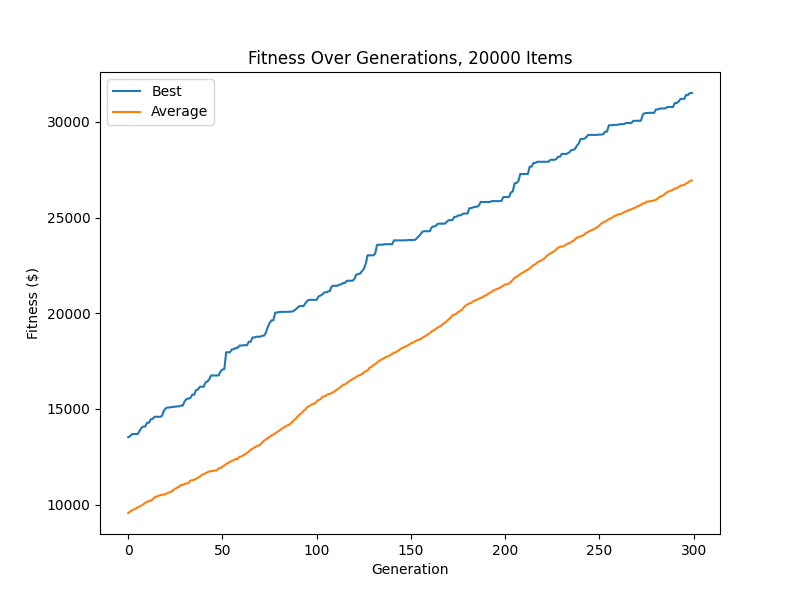 Fitness Over Generations, 20000 Items
Best
Average
30000
25000
20000
15000
10000
Fitness ($)
0 50 100 150 200 250 300
Generation